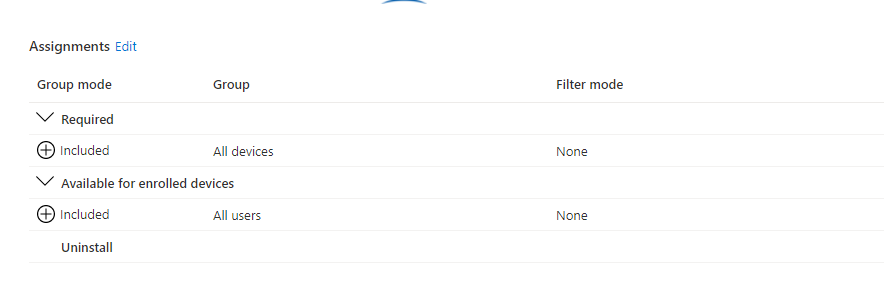 Assignments Edit
Group mode Group Filter mode
Required
Included All devices None
Available for enrolled devices
Included All users None
Uninstall